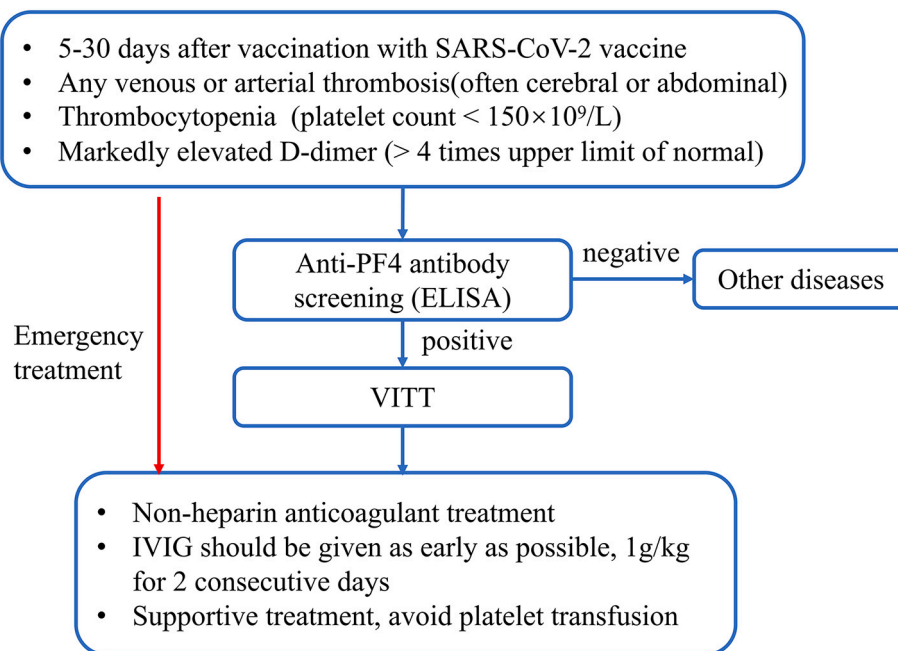 • 5-30 days after vaccination with SARS-CoV-2 vaccine
• Any venous or arterial thrombosis(often cerebral or abdominal)
• Thrombocytopenia (platelet count < 150×10⁹/L)
• Markedly elevated D-dimer (> 4 times upper limit of normal)
Anti-PF4 antibody
screening (ELISA)
negative
Other diseases
Emergency
treatment
positive
VITT
• Non-heparin anticoagulant treatment
• IVIG should be given as early as possible, 1g/kg
for 2 consecutive days
• Supportive treatment, avoid platelet transfusion